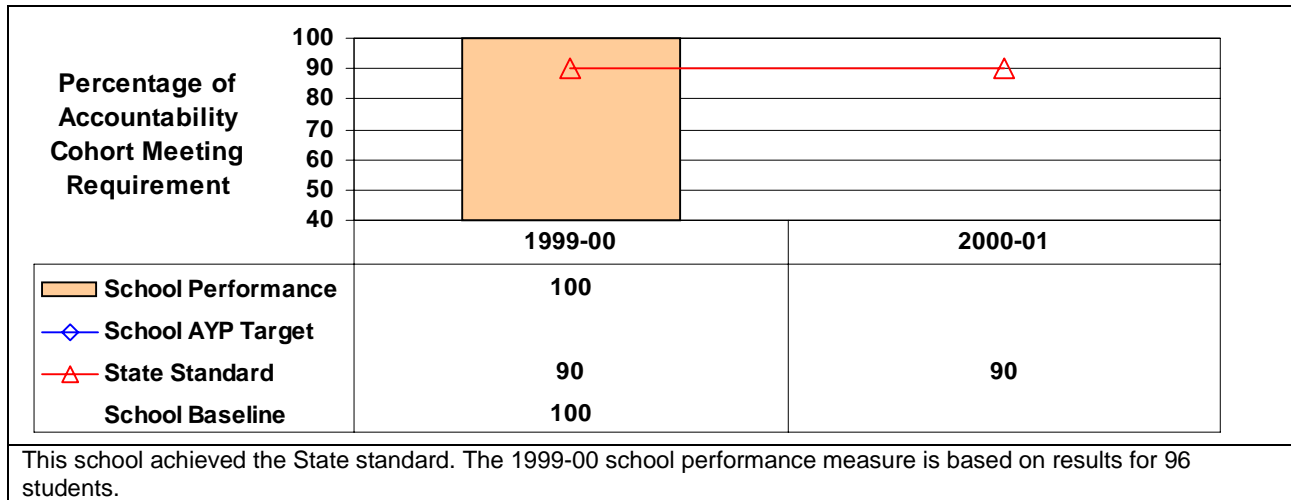 Percentage of
Accountability
Cohort Meeting
Requirement
100
90
80
70
60
50
40
1999-00 2000-01
School Performance 100
School AYP Target
State Standard 90 90
School Baseline 100
This school achieved the State standard. The 1999-00 school performance measure is based on results for 96
students.